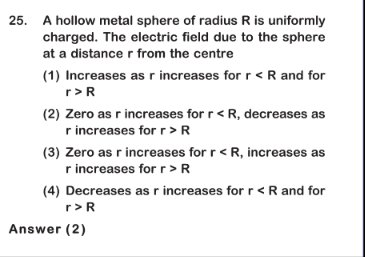 25. A hollow metal sphere of radius R is uniformly
charged. The electric field due to the sphere
at a distance r from the centre
(1) Increases as r increases for r < R and for
r > R
(2) Zero as r increases for r < R, decreases as
r increases for r > R
(3) Zero as r increases for r < R, increases as
r increases for r > R
(4) Decreases as r increases for r < R and for
r > R
Answer (2)